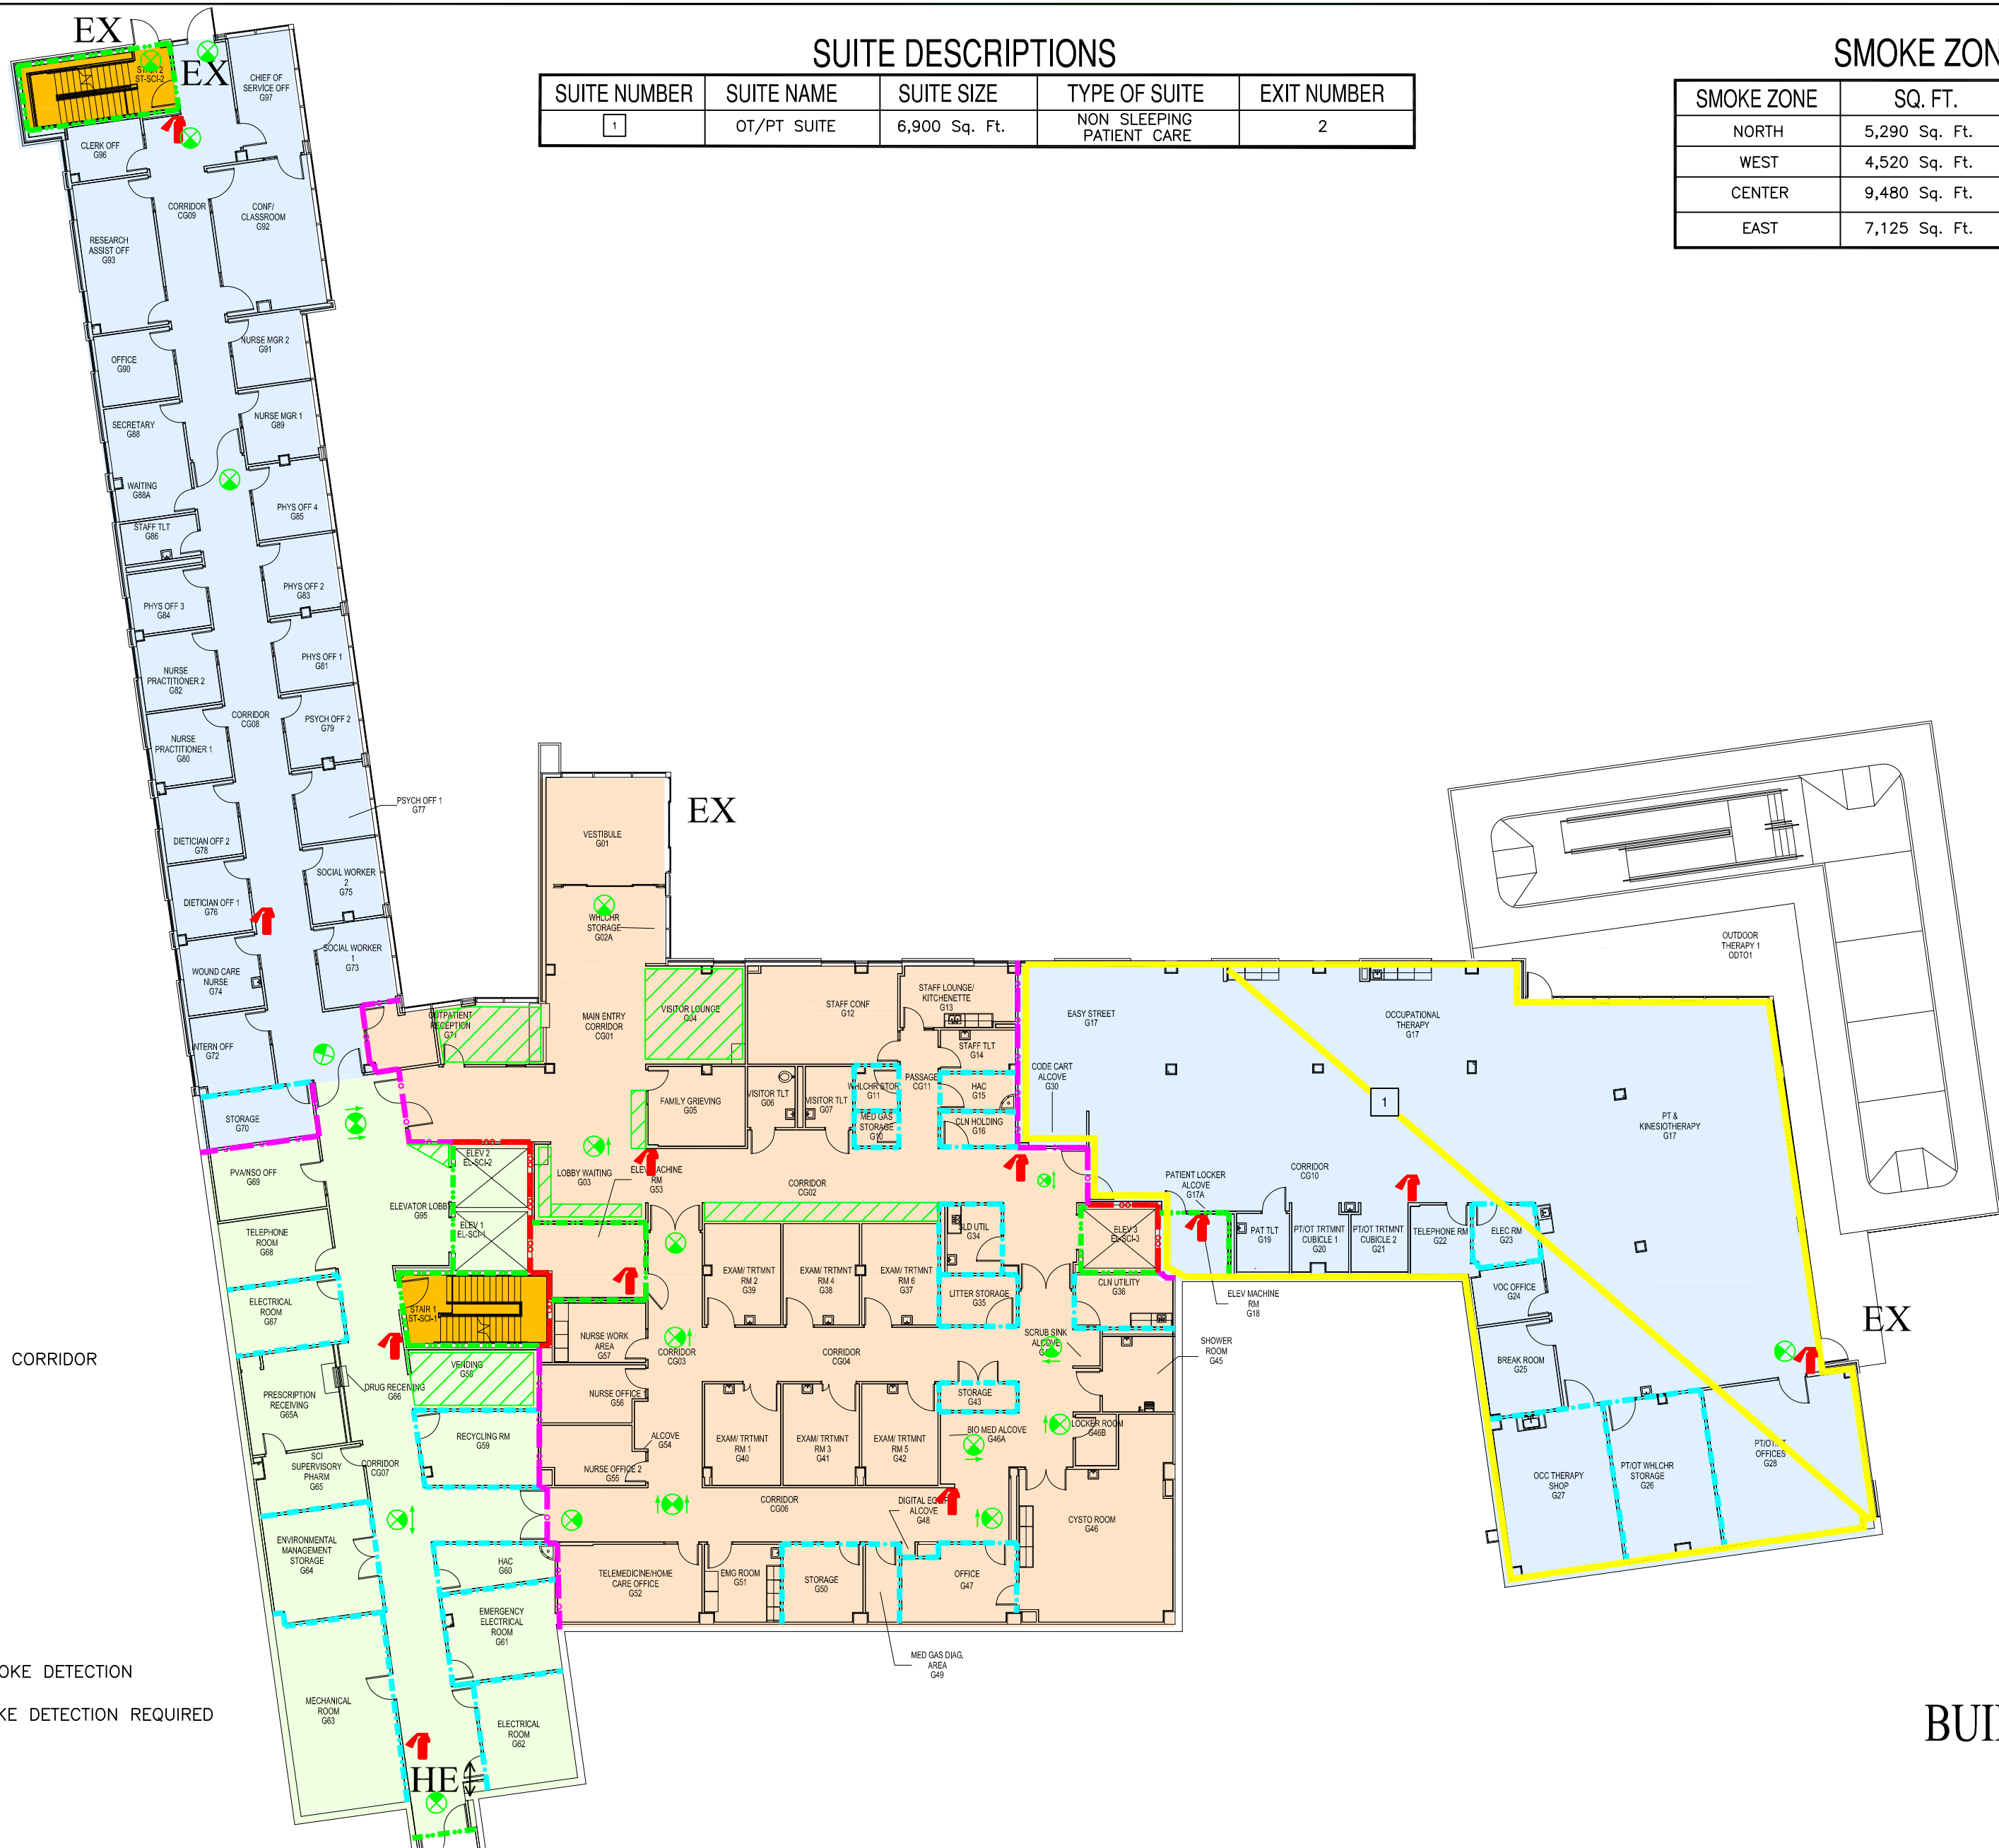 EX
EX
SUITE DESCRIPTIONS
SUITE NUMBER SUITE NAME SUITE SIZE TYPE OF SUITE EXIT NUMBER
1 OT/PT SUITE 6,900 Sq. Ft. NON SLEEPING PATIENT CARE 2
SMOKE ZON
SMOKE ZONE SQ. FT.
NORTH 5,290 Sq. Ft.
WEST 4,520 Sq. Ft.
CENTER 9,480 Sq. Ft.
EAST 7,125 Sq. Ft.
STAIR 2
ST-SCI-2
CHIEF OF
SERVICE OFF
G97
CLERK OFF
G96
CORRIDOR
CG09
CONF/
CLASSROOM
G92
RESEARCH
ASSIST OFF
G93
NURSE MGR 2
G91
OFFICE
G90
NURSE MGR 1
G89
SECRETARY
G88
WAITING
G88A
PHYS OFF 4
G85
STAFF TLT
G86
PHYS OFF 2
G83
PHYS OFF 3
G84
PHYS OFF 1
G81
NURSE
PRACTITIONER 2
G82
CORRIDOR
CG08
PSYCH OFF 2
G79
NURSE
PRACTITIONER 1
G80
PSYCH OFF 1
G77
DIETICIAN OFF 2
G78
SOCIAL WORKER
2
G75
DIETICIAN OFF 1
G76
SOCIAL WORKER
1
G73
WOUND CARE
NURSE
G74
INTERN OFF
G72
STORAGE
G70
OUTPATIENT
RECEPTION
G71
VESTIBULE
G01
EX
WHLCHR
STORAGE
G02A
MAIN ENTRY
CORRIDOR
CG01
VISITOR LOUNGE
G04
STAFF CONF
G12
STAFF LOUNGE/
KITCHENETTE
G13
STAFF TLT
G14
PASSAGE
CG11
HAC
G15
CLN HOLDING
G16
WHLCHR STOR
G11
MED GAS
STORAGE
G10
VISITOR TLT
G07
VISITOR TLT
G06
FAMILY GRIEVING
G05
EASY STREET
G17
CODE CART
ALCOVE
G30
OCCUPATIONAL
THERAPY
G17
1
PT &
KINESIOTHERAPY
G17
OUTDOOR
THERAPY 1
ODTO1
PATIENT LOCKER
ALCOVE
G17A
CORRIDOR
CG10
PAT TLT
G19
PT/OT TRTMNT
CUBICLE 1
G20
PT/OT TRTMNT
CUBICLE 2
G21
TELEPHONE RM
G22
ELEC RM
G23
VOC OFFICE
G24
BREAK ROOM
G25
OCC THERAPY
SHOP
G27
PT/OT WHLCHR
STORAGE
G26
OFFICES
G28
EX
ELEV MACHINE
RM
G18
ELEV 3
EL-SCI-3
CLN UTILITY
G36
SHOWER
ROOM
G45
SCRUB SINK
ALCOVE
LOCKER ROOM
G46B
BIO MED ALCOVE
G46A
CYSTO ROOM
G46
PVA/NSO OFF
G69
TELEPHONE
ROOM
G68
ELEVATOR LOBBY
G95
ELEV 2
EL-SCI-2
ELEV 1
EL-SCI-1
STAIR 1
ST-SCI-1
LOBBY WAITING
G03
ELEV MACHINE
RM
G53
CORRIDOR
CG02
SLD UTIL
G34
LITTER STORAGE
G35
EXAM/ TRTMNT
RM 2
G39
EXAM/ TRTMNT
RM 4
G38
EXAM/ TRTMNT
RM 6
G37
NURSE WORK
AREA
G57
CORRIDOR
CG03
CORRIDOR
CG04
NURSE OFFICE 1
G56
ALCOVE
G54
NURSE OFFICE 2
G55
EXAM/ TRTMNT
RM 1
G40
EXAM/ TRTMNT
RM 3
G41
EXAM/ TRTMNT
RM 5
G42
STORAGE
G43
CORRIDOR
CG06
DIGITAL EQUIP
ALCOVE
G48
TELEMEDICINE/HOME
CARE OFFICE
G52
EMG ROOM
G51
STORAGE
G50
OFFICE
G47
MED GAS DIAG.
AREA
G49
ELECTRICAL
ROOM
G67
CORRIDOR
VENDING
DRUG RECEIVING
G66
PRESCRIPTION
RECEIVING
G65A
RECYCLING RM
G59
SCI
SUPERVISORY
PHARM
G65
CORRIDOR
CG07
ENVIRONMENTAL
MANAGEMENT
STORAGE
G64
HAC
G60
EMERGENCY
ELECTRICAL
ROOM
G61
MECHANICAL
ROOM
G63
ELECTRICAL
ROOM
G62
HE
OKE DETECTION
KE DETECTION REQUIRED
BUI